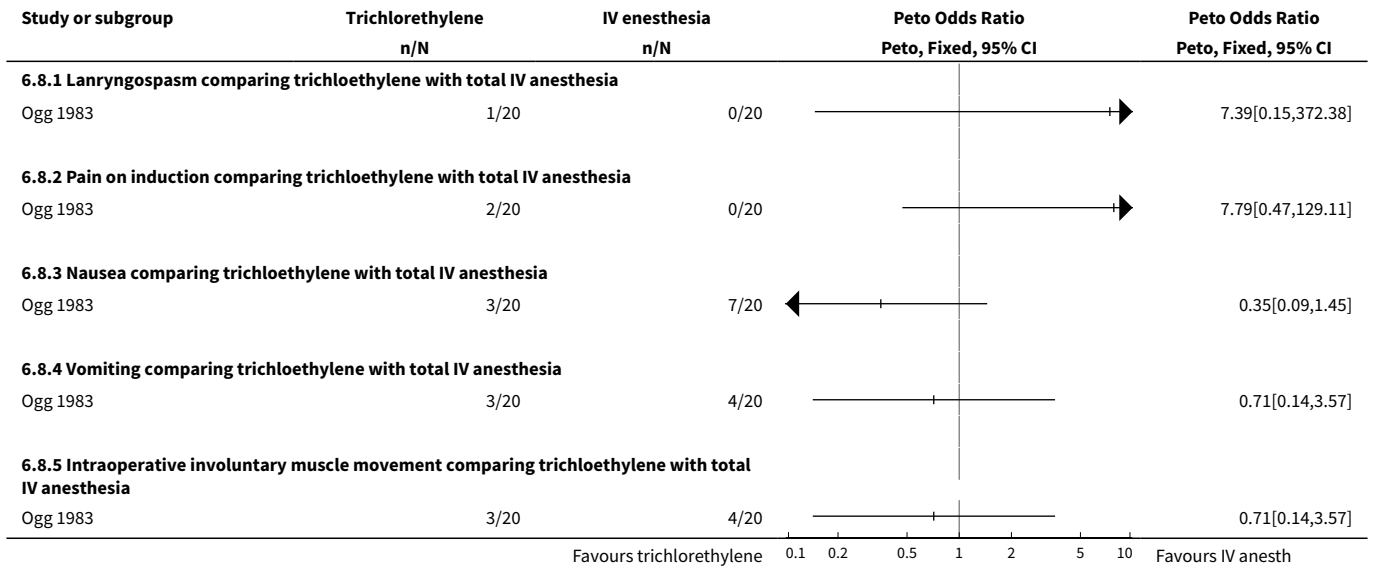 Study or subgroup Trichlorethylene IV enesthesia Peto Odds Ratio Peto Odds Ratio
n/N n/N Peto, Fixed, 95% CI Peto, Fixed, 95% CI
6.8.1 Lanryngospasm comparing trichloethylene with total IV anesthesia
Ogg 1983 1/20 0/20 7.39[0.15,372.38]
6.8.2 Pain on induction comparing trichloethylene with total IV anesthesia
Ogg 1983 2/20 0/20 7.79[0.47,129.11]
6.8.3 Nausea comparing trichloethylene with total IV anesthesia
Ogg 1983 3/20 7/20 0.35[0.09,1.45]
6.8.4 Vomiting comparing trichloethylene with total IV anesthesia
Ogg 1983 3/20 4/20 0.71[0.14,3.57]
6.8.5 Intraoperative involuntary muscle movement comparing trichloethylene with total
IV anesthesia
Ogg 1983 3/20 4/20 0.71[0.14,3.57]
Favours trichlorethylene 0.1 0.2 0.5 1 2 5 10 Favours IV anesth